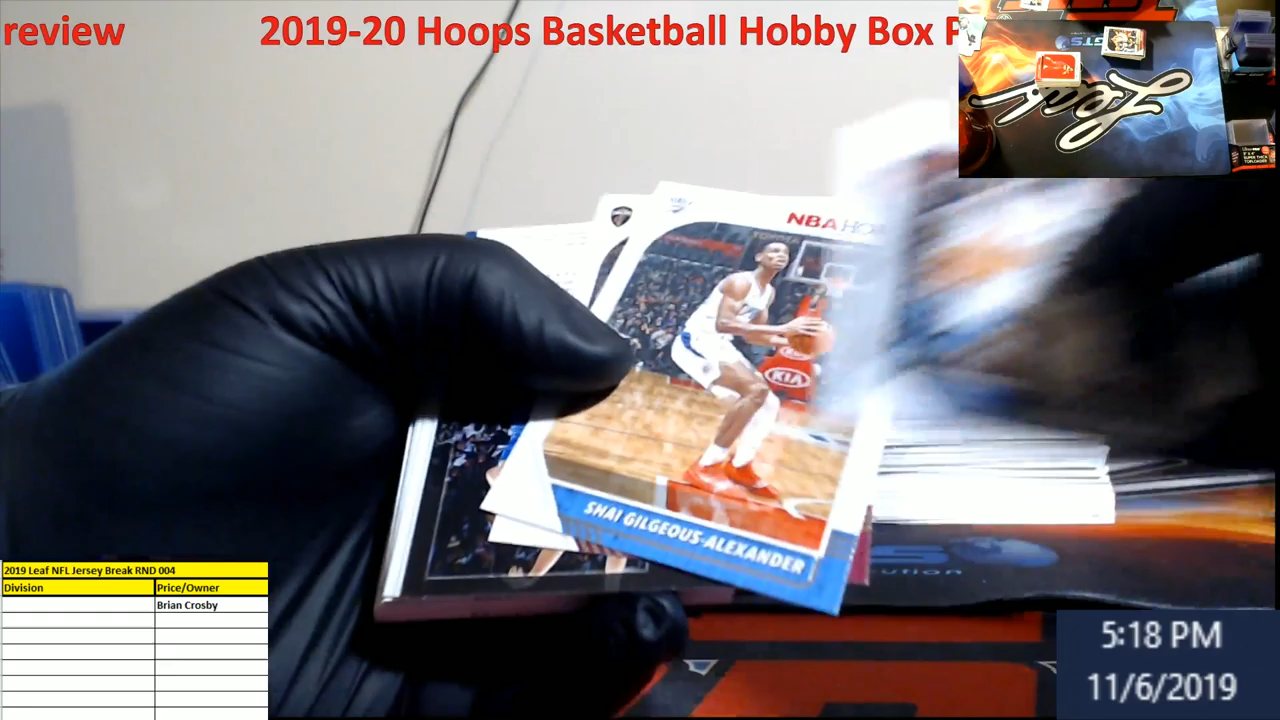 review
2019-20 Hoops Basketball Hobby Box P
NBA HO
KIA
SHAI GILGEOUS-ALEXANDER
Leaf
2019 Leaf NFL Jersey Break RND 004
Division Price/Owner
Brian Crosby
5:18 PM
11/6/2019